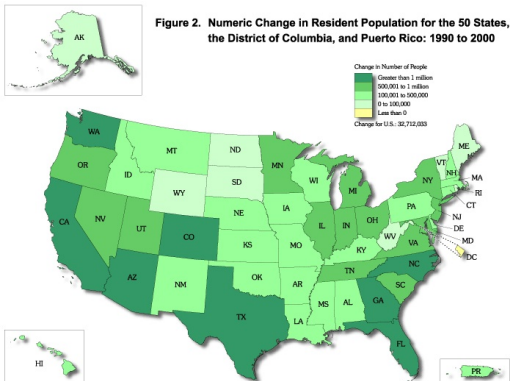 Figure 2. Numeric Change in Resident Population for the 50 States,
the District of Columbia, and Puerto Rico: 1990 to 2000
AK
Change in Number of People
Greater than 1 million
500,001 to 1 million
100,001 to 500,000
0 to 100,000
Less than 0
Change for U.S.: 32,712,033
WA
MT
ND
MN
ME
VT
NH
OR
ID
SD
WI
MI
NY
MA
RI
CT
WY
NE
IA
PA
NJ
CA
NV
UT
CO
IL
IN
OH
WV
VA
DE
MD
DC
KS
MO
KY
AZ
NM
OK
AR
TN
NC
SC
TX
LA
MS
AL
GA
FL
HI
PR